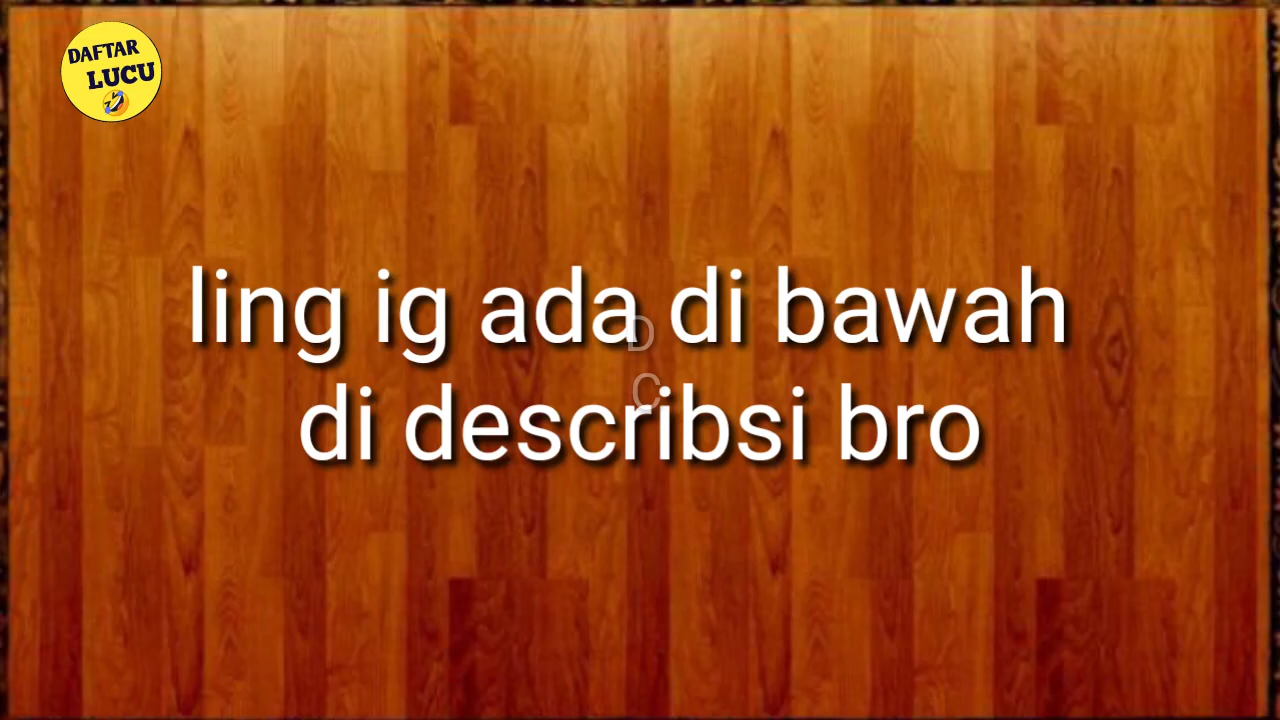 DAFTAR
LUCU
ling ig ada di bawah
D
C
di describsi bro